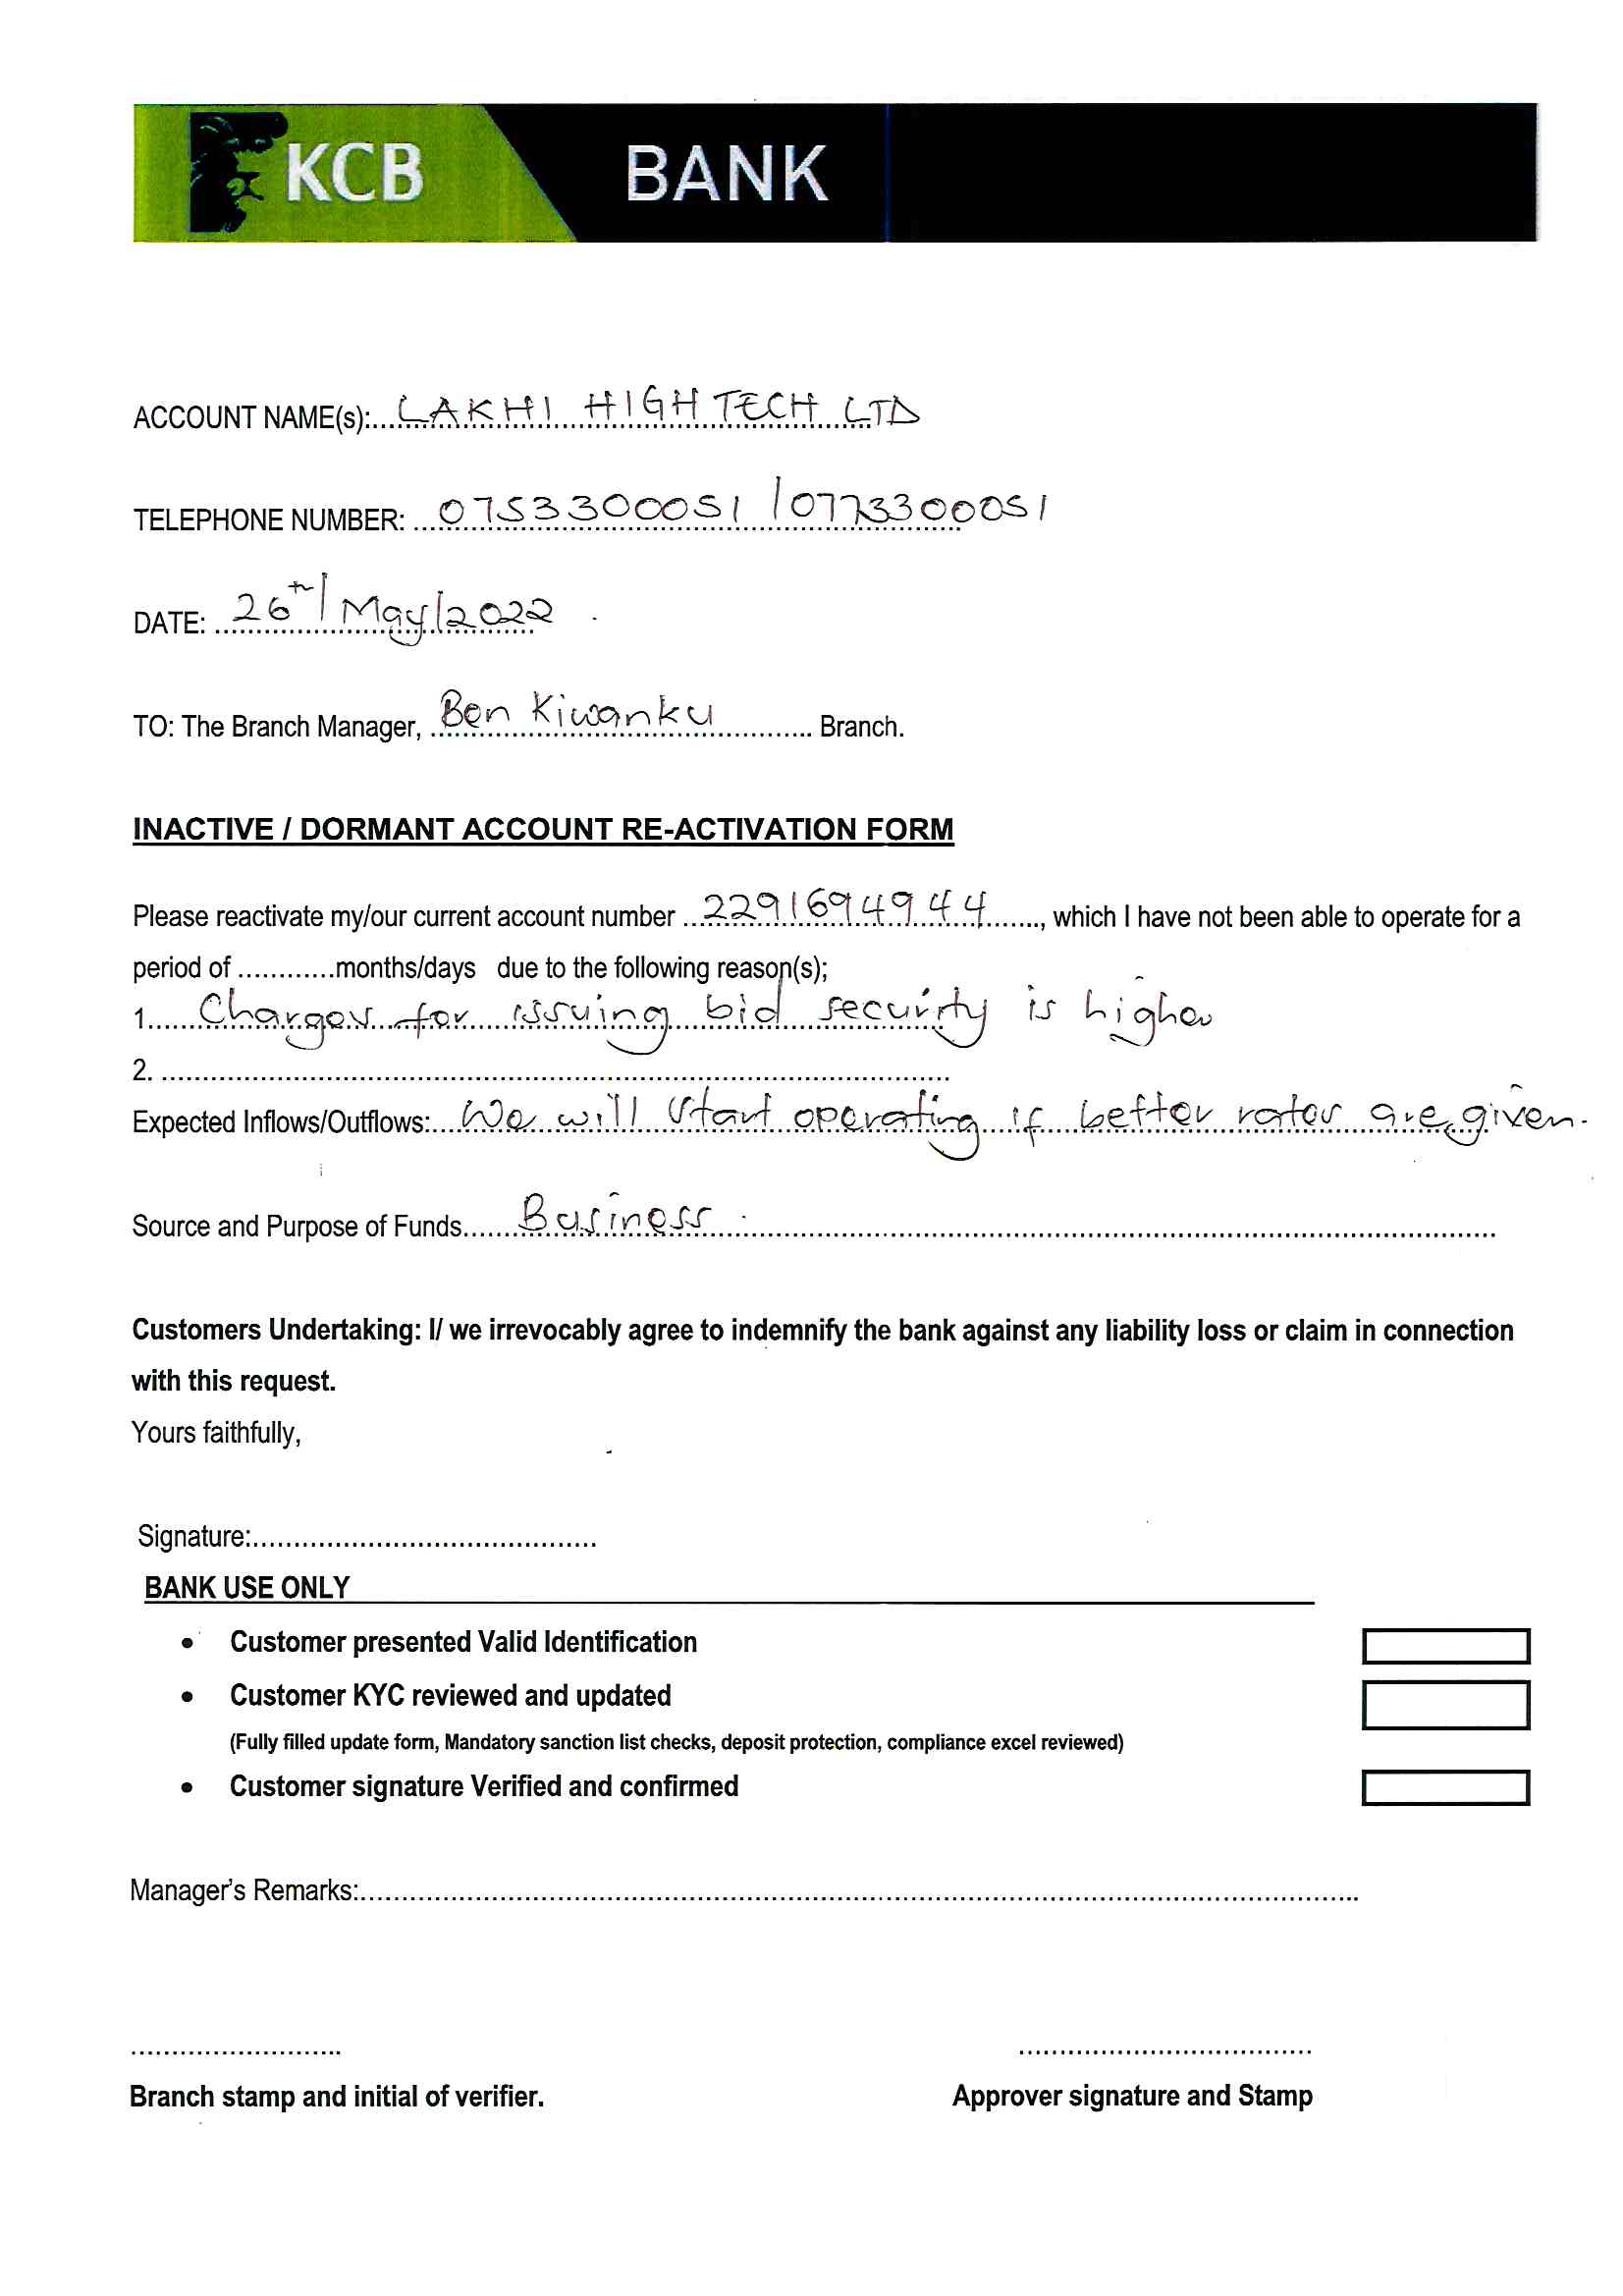 KCB BANK
ACCOUNT NAME(s):....LAKHI HIGH TECH LTD
TELEPHONE NUMBER: ...0753300051 / 0773300051
DATE: ...26th/May/2022
TO: The Branch Manager, ...Ben Kiwanku............. Branch.
INACTIVE / DORMANT ACCOUNT RE-ACTIVATION FORM
Please reactivate my/our current account number ...2291694944......., which I have not been able to operate for a
period of ............months/days due to the following reason(s);
1......Charges for issuing bid security is higher
2. ................................................................................................
Expected Inflows/Outflows:...We will start operating if better rates are given.
Source and Purpose of Funds......Business................................................................................................
Customers Undertaking: I/ we irrevocably agree to indemnify the bank against any liability loss or claim in connection
with this request.
Yours faithfully,
Signature:..........................................
BANK USE ONLY
• Customer presented Valid Identification
• Customer KYC reviewed and updated
(Fully filled update form, Mandatory sanction list checks, deposit protection, compliance excel reviewed)
• Customer signature Verified and confirmed
Manager's Remarks:..........................................................................................................................
.......................... ....................................
Branch stamp and initial of verifier. Approver signature and Stamp